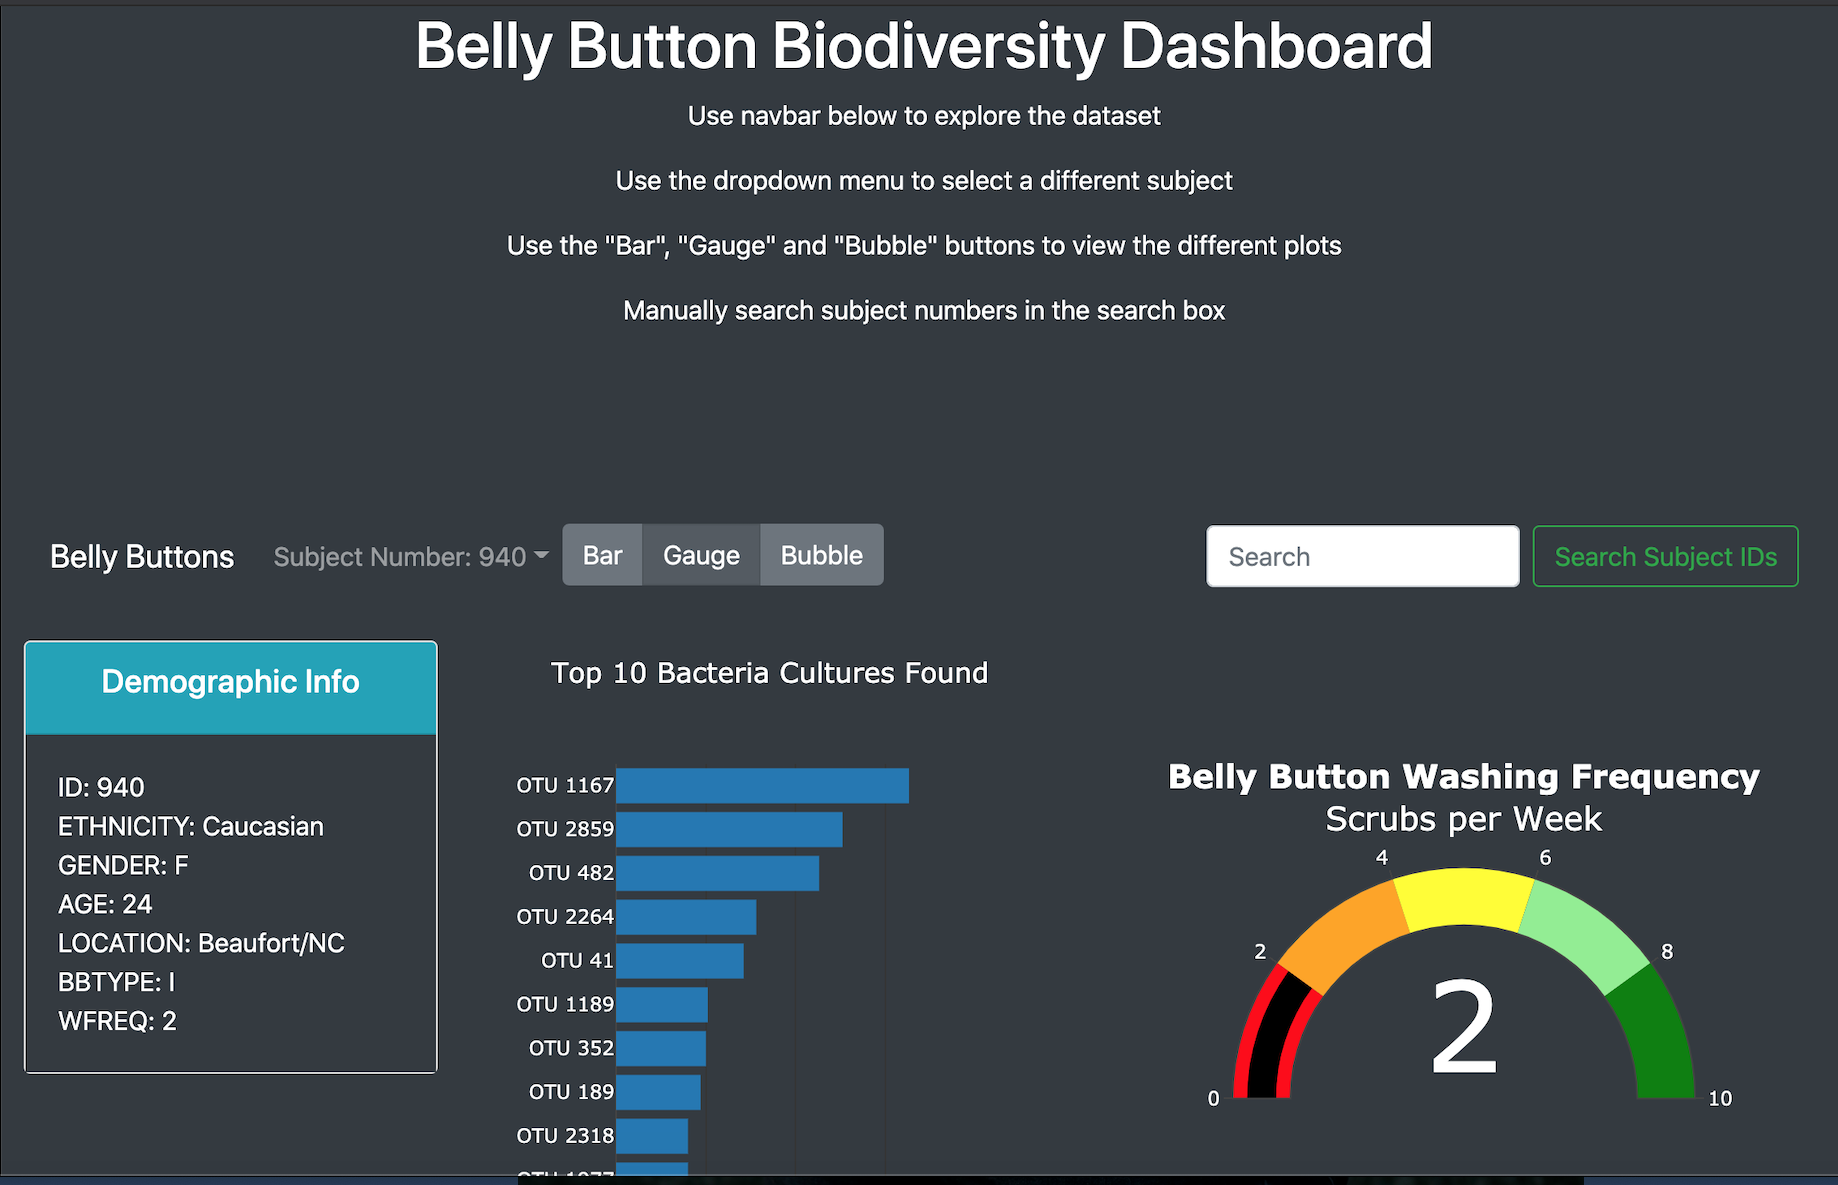 Belly Button Biodiversity Dashboard
Use navbar below to explore the dataset
Use the dropdown menu to select a different subject
Use the "Bar", "Gauge" and "Bubble" buttons to view the different plots
Manually search subject numbers in the search box
Belly Buttons
Subject Number: 940
Bar
Gauge
Bubble
Search
Search Subject IDs
Demographic Info
ID: 940
ETHNICITY: Caucasian
GENDER: F
AGE: 24
LOCATION: Beaufort/NC
BBTYPE: I
WFREQ: 2
Top 10 Bacteria Cultures Found
OTU 1167
OTU 2859
OTU 482
OTU 2264
OTU 41
OTU 1189
OTU 352
OTU 189
OTU 2318
Belly Button Washing Frequency
Scrubs per Week
0
2
4
6
8
10
2